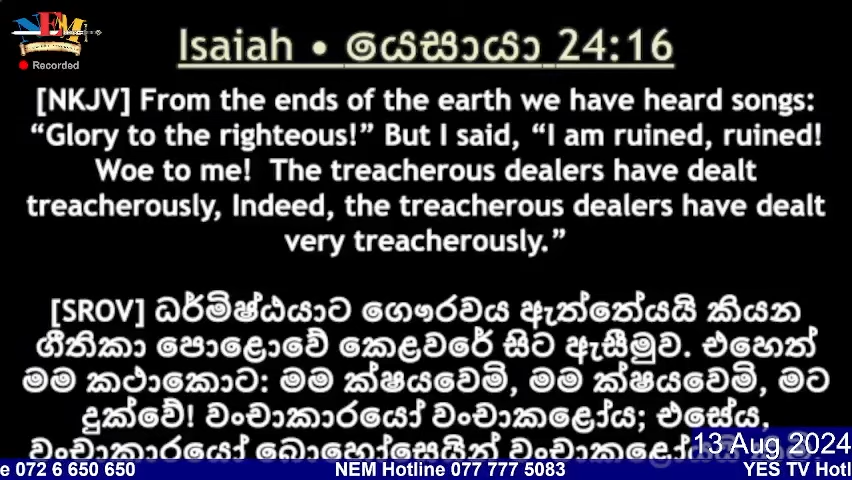 NEM
Recorded
Isaiah • යෙසායා 24:16
[NKJV] From the ends of the earth we have heard songs:
“Glory to the righteous!” But I said, “I am ruined, ruined!
Woe to me!  The treacherous dealers have dealt
treacherously, Indeed, the treacherous dealers have dealt
very treacherously.”
[SROV] ධර්මිෂ්ඨයාට ගෞරවය ඇත්තේයයි කියන
ගීතිකා පොළොවේ කෙළවරේ සිට ඇසීමුව. එහෙත්
මම කථාකොට: මම ක්ෂයවෙමි, මම ක්ෂයවෙමි, මට
දුක්වේ! වංචාකාරයෝ වංචාකළෝය; එසේය,
වංචාකාරයෝ බොහෝසෙයින්
13 Aug 2024
e 072 6 650 650 NEM Hotline 077 777 5083 YES TV Hotl